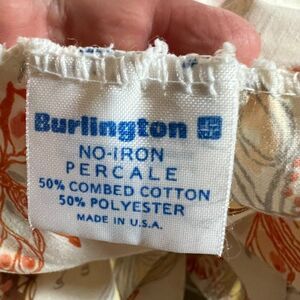 Burlington
NO-IRON
PERCALE
50% COMBED COTTON
50% POLYESTER
MADE IN U.S.A.